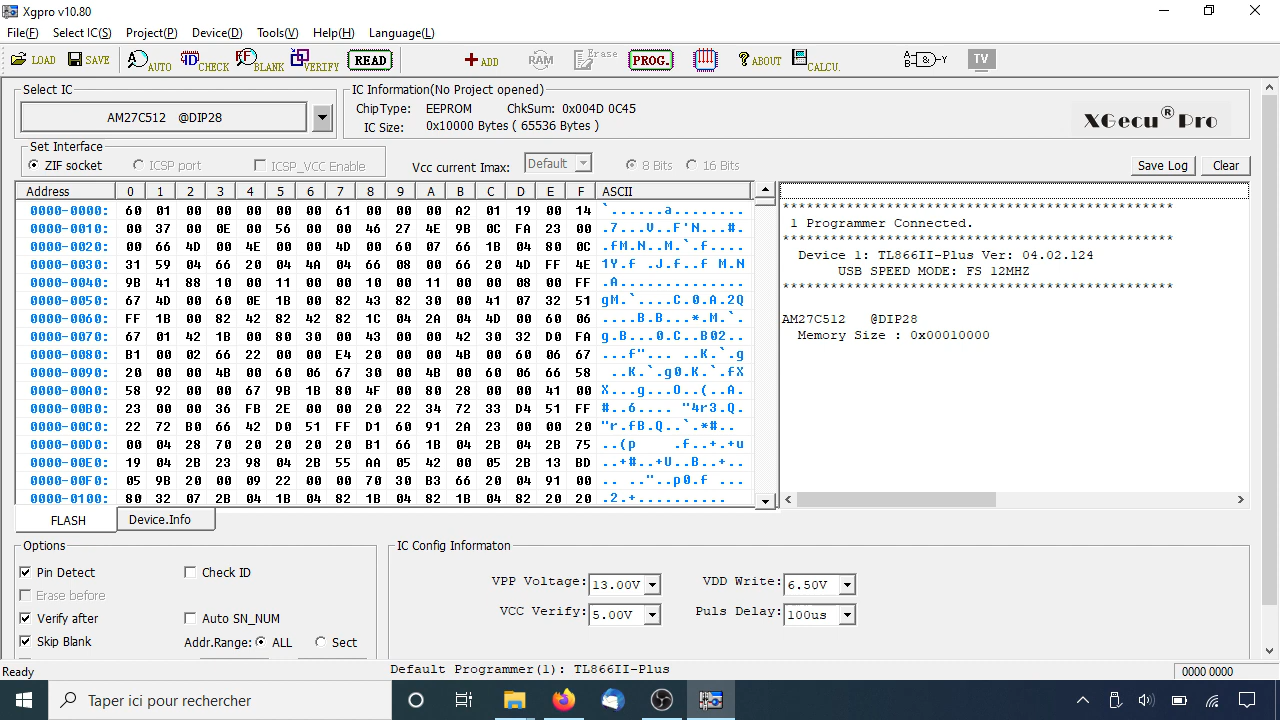 Xgpro v10.80
File(F) Select IC(S) Project(P) Device(D) Tools(V) Help(H) Language(L)
LOAD SAVE AUTO CHECK BLANK VERIFY READ ADD RAM Erase PROG. ABOUT CALCU. TV
Select IC
AM27C512 @DIP28
IC Information(No Project opened)
ChipType: EEPROM ChkSum: 0x004D 0C45
IC Size: 0x10000 Bytes ( 65536 Bytes )
XGecu® Pro
Set Interface
ZIF socket ICSP port ICSP_VCC Enable
Vcc current Imax: Default 8 Bits 16 Bits
Save Log Clear
Address 0 1 2 3 4 5 6 7 8 9 A B C D E F ASCII
0000-0000: 60 01 00 00 00 00 00 61 00 00 00 A2 01 19 00 14 `......a........
0000-0010: 00 37 00 0E 00 56 00 00 46 27 4E 9B 0C FA 23 00 .7...V..F'N...#.
0000-0020: 00 66 4D 00 4E 00 00 4D 00 60 07 66 1B 04 80 0C .fM.N..M.`.f....
0000-0030: 31 59 04 66 20 04 4A 04 66 08 00 66 20 4D FF 4E 1Y.f .J.f..f M.N
0000-0040: 9B 41 88 10 00 11 00 00 10 00 11 00 00 08 00 FF .A..............
0000-0050: 67 4D 00 60 0E 1B 00 82 43 82 30 00 41 07 32 51 gM.`....C.0.A.2Q
0000-0060: FF 1B 00 82 42 82 42 82 1C 04 2A 04 4D 00 60 06 ....B.B...*.M.`.
0000-0070: 67 01 42 1B 00 80 30 00 43 00 42 30 32 D0 FA g.B...0.C..B02..
0000-0080: B1 00 02 66 22 00 00 E4 20 00 00 4B 00 60 06 67 ...f"... ..K.`.g
0000-0090: 20 00 00 4B 00 60 06 67 30 00 4B 00 60 06 66 58 ..K.`.g0.K.`.fX
0000-00A0: 58 92 00 00 67 9B 1B 80 4F 00 80 28 00 00 41 00 X...g...O..(..A.
0000-00B0: 23 00 00 36 FB 2E 00 00 20 22 34 72 33 D4 51 FF #..6.... "4r3.Q.
0000-00C0: 22 72 B0 66 42 D0 51 FF D1 60 91 2A 23 00 00 20 "r.fB.Q..`.*#..
0000-00D0: 00 04 28 70 20 20 20 20 B1 66 1B 04 2B 04 2B 75 ..(p    .f..+.+u
0000-00E0: 19 04 2B 23 98 04 2B 55 AA 05 42 00 05 2B 13 BD ..+#..+U..B..+..
0000-00F0: 05 9B 20 00 09 22 00 00 70 30 B3 66 20 04 91 00 .. .."..p0.f ...
0000-0100: 80 32 07 2B 04 1B 04 82 1B 04 82 1B 04 82 20 20 .2.+..........
FLASH Device.Info
************************************************
1 Programmer Connected.
************************************************
Device 1: TL866II-Plus Ver: 04.02.124
USB SPEED MODE: FS 12MHZ
************************************************
AM27C512 @DIP28
Memory Size : 0x00010000
Options
Pin Detect Check ID
Erase before
Verify after Auto SN_NUM
Skip Blank Addr.Range: ALL Sect
IC Config Informaton
VPP Voltage: 13.00V VDD Write: 6.50V
VCC Verify: 5.00V Puls Delay: 100us
Ready Default Programmer(1): TL866II-Plus 0000 0000
Taper ici pour rechercher